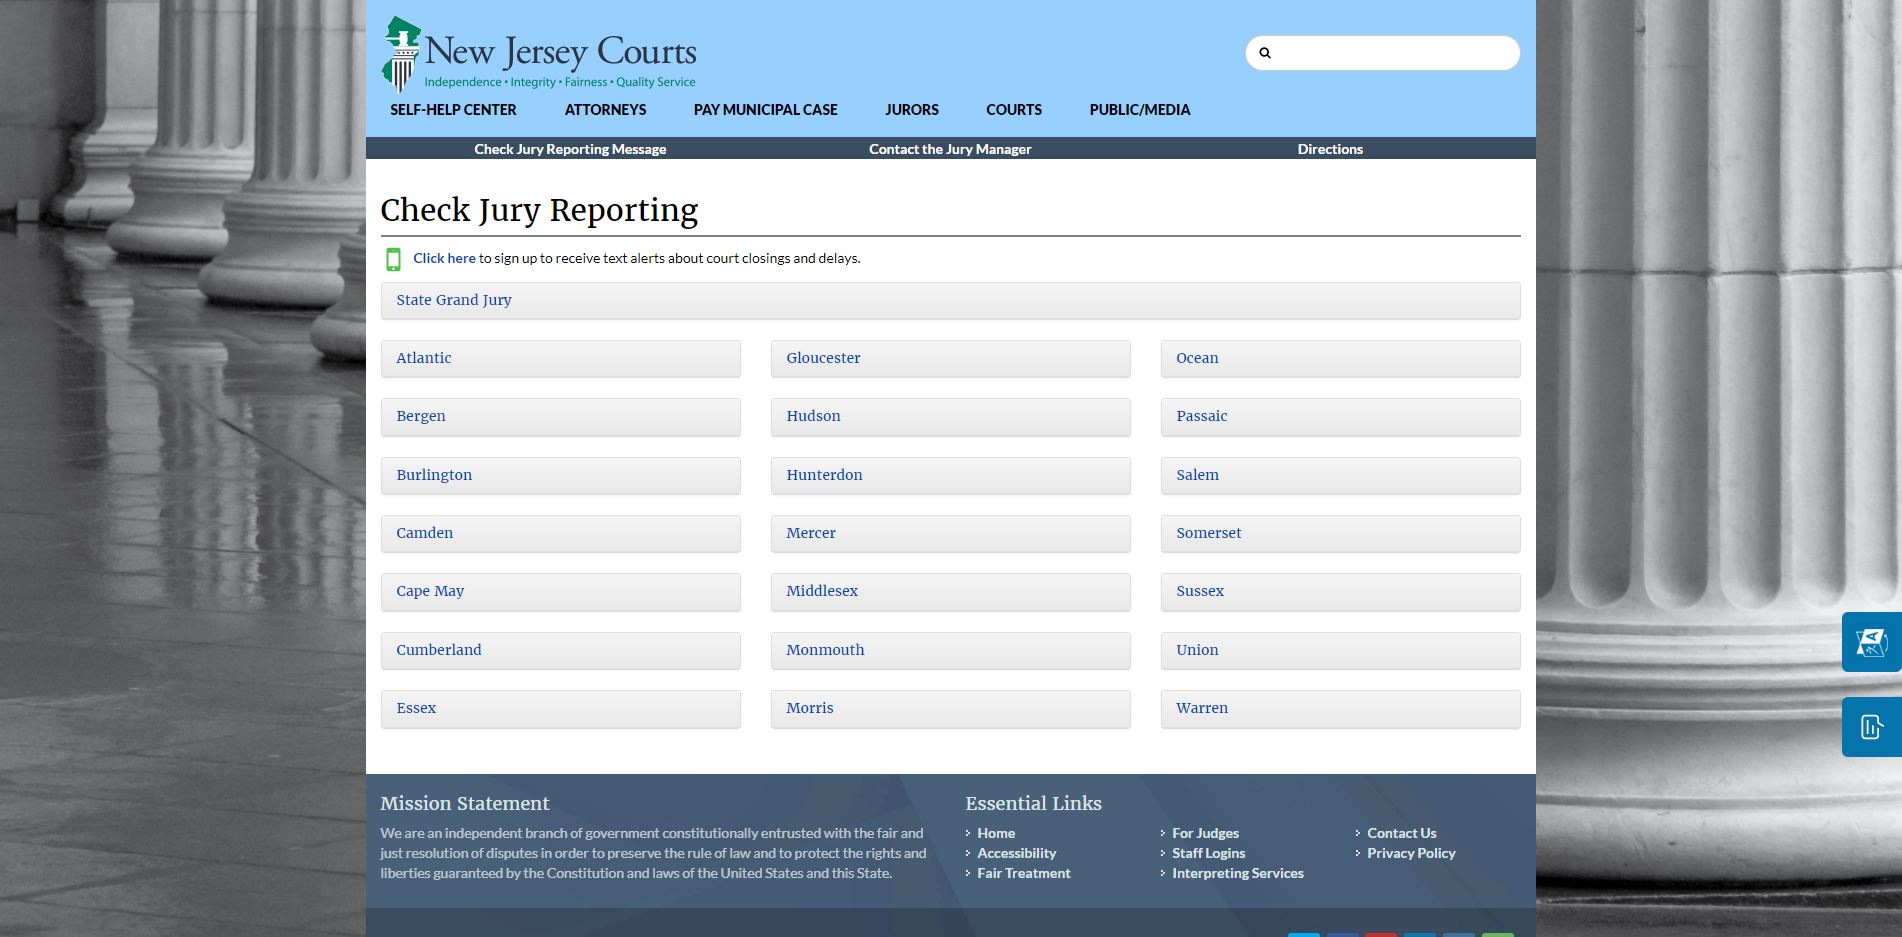 New Jersey Courts
Independence • Integrity • Fairness • Quality Service
SELF-HELP CENTER ATTORNEYS PAY MUNICIPAL CASE JURORS COURTS PUBLIC/MEDIA
Check Jury Reporting Message Contact the Jury Manager Directions
Check Jury Reporting
Click here to sign up to receive text alerts about court closings and delays.
State Grand Jury
Atlantic Gloucester Ocean
Bergen Hudson Passaic
Burlington Hunterdon Salem
Camden Mercer Somerset
Cape May Middlesex Sussex
Cumberland Monmouth Union
Essex Morris Warren
Mission Statement
We are an independent branch of government constitutionally entrusted with the fair and
just resolution of disputes in order to preserve the rule of law and to protect the rights and
liberties guaranteed by the Constitution and laws of the United States and this State.
Essential Links
Home For Judges Contact Us
Accessibility Staff Logins Privacy Policy
Fair Treatment Interpreting Services